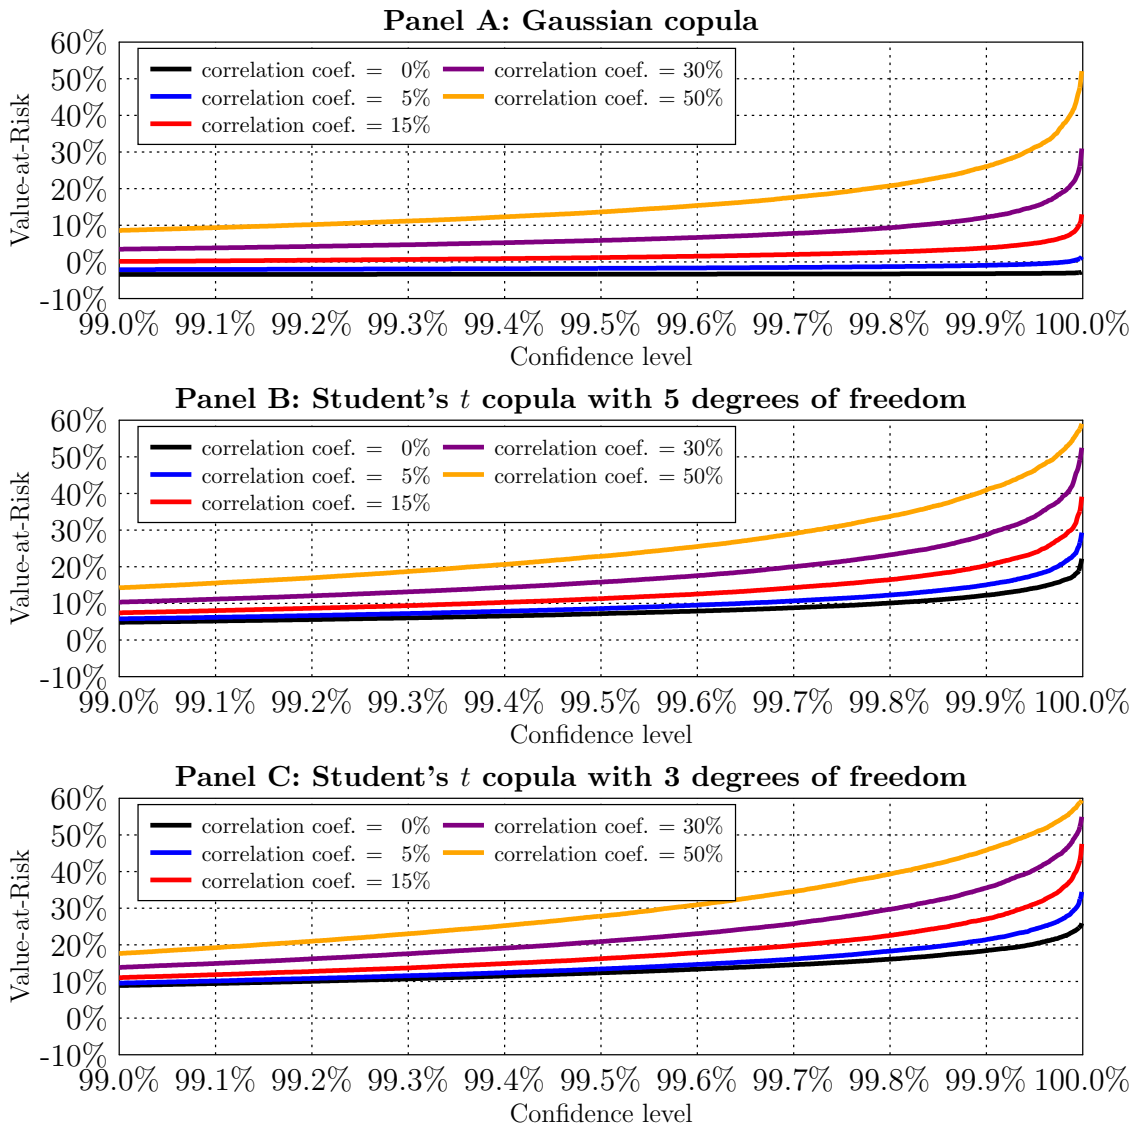 Panel A: Gaussian copula
60%
50%
40%
30%
20%
10%
0%
-10%
Value-at-Risk
correlation coef. = 0%
correlation coef. = 5%
correlation coef. = 15%
correlation coef. = 30%
correlation coef. = 50%
99.0% 99.1% 99.2% 99.3% 99.4% 99.5% 99.6% 99.7% 99.8% 99.9% 100.0%
Confidence level
Panel B: Student's t copula with 5 degrees of freedom
60%
50%
40%
30%
20%
10%
0%
-10%
Value-at-Risk
correlation coef. = 0%
correlation coef. = 5%
correlation coef. = 15%
correlation coef. = 30%
correlation coef. = 50%
99.0% 99.1% 99.2% 99.3% 99.4% 99.5% 99.6% 99.7% 99.8% 99.9% 100.0%
Confidence level
Panel C: Student's t copula with 3 degrees of freedom
60%
50%
40%
30%
20%
10%
0%
-10%
Value-at-Risk
correlation coef. = 0%
correlation coef. = 5%
correlation coef. = 15%
correlation coef. = 30%
correlation coef. = 50%
99.0% 99.1% 99.2% 99.3% 99.4% 99.5% 99.6% 99.7% 99.8% 99.9% 100.0%
Confidence level